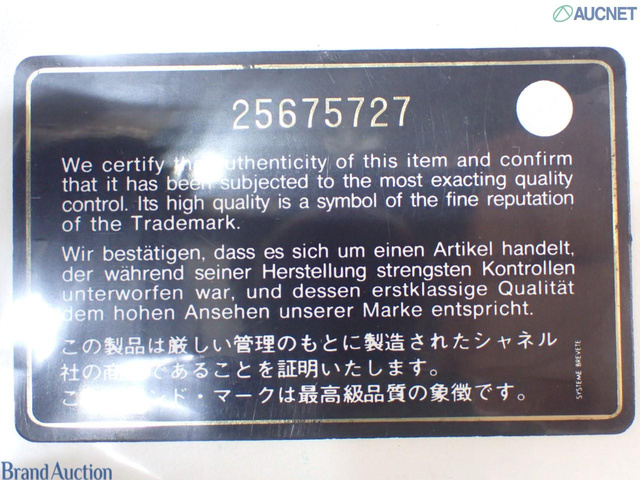 AUCNET
25675727
We certify the authenticity of this item and confirm
that it has been subjected to the most exacting quality
control. Its high quality is a symbol of the fine reputation
of the Trademark.
Wir bestätigen, dass es sich um einen Artikel handelt,
der während seiner Herstellung strengsten Kontrollen
unterworfen war, und dessen erstklassige Qualität
dem hohen Ansehen unserer Marke entspricht.
この製品は厳しい管理のもとに製造されたシャネル
社の商品であることを証明いたします。
こ ンド・マークは最高級品質の象徴です。
SYSTEME BREVETE
Brand Auction